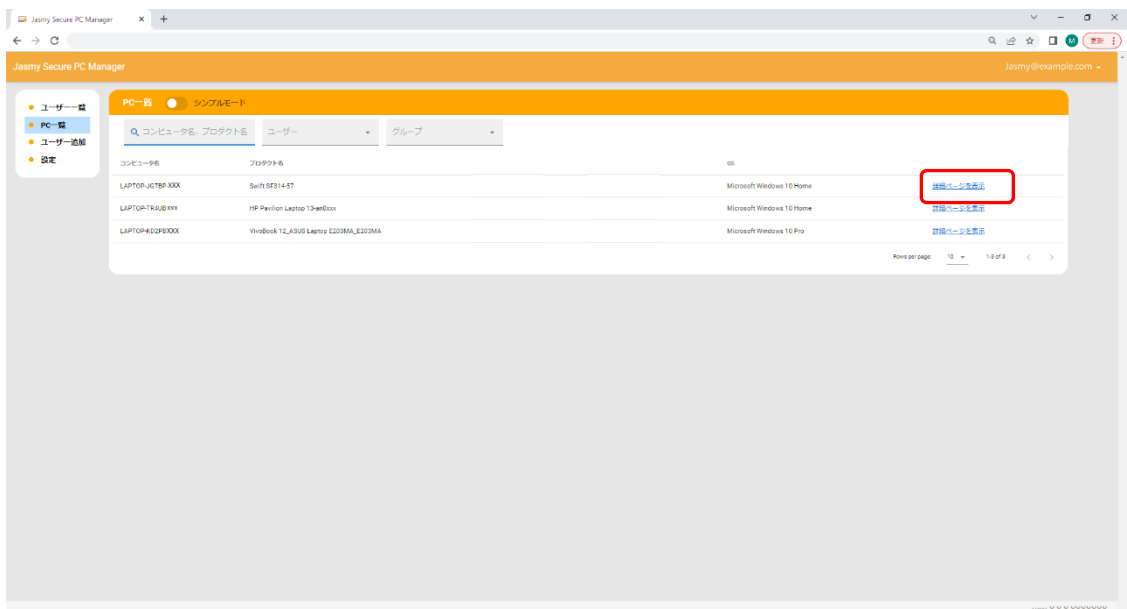 Jasmy Secure PC Manager
更新
Jasmy Secure PC Manager
Jasmy@example.com
ユーザー一覧
PC一覧
ユーザー追加
設定
PC一覧 シンプルモード
コンピュータ名、プロダクト名 ユーザー グループ
コンピュータ名 プロダクト名 OS
LAPTOP-JGTBP-XXX Swift SF314-57 Microsoft Windows 10 Home 詳細ページを表示
LAPTOP-TR4UBxxx HP Pavilion Laptop 13-an0xxx Microsoft Windows 10 Home 詳細ページを表示
LAPTOP-KD2PBXXX VivoBook 12_ASUS Laptop E203MA_E203MA Microsoft Windows 10 Pro 詳細ページを表示
Rows per page: 10 1-3 of 3